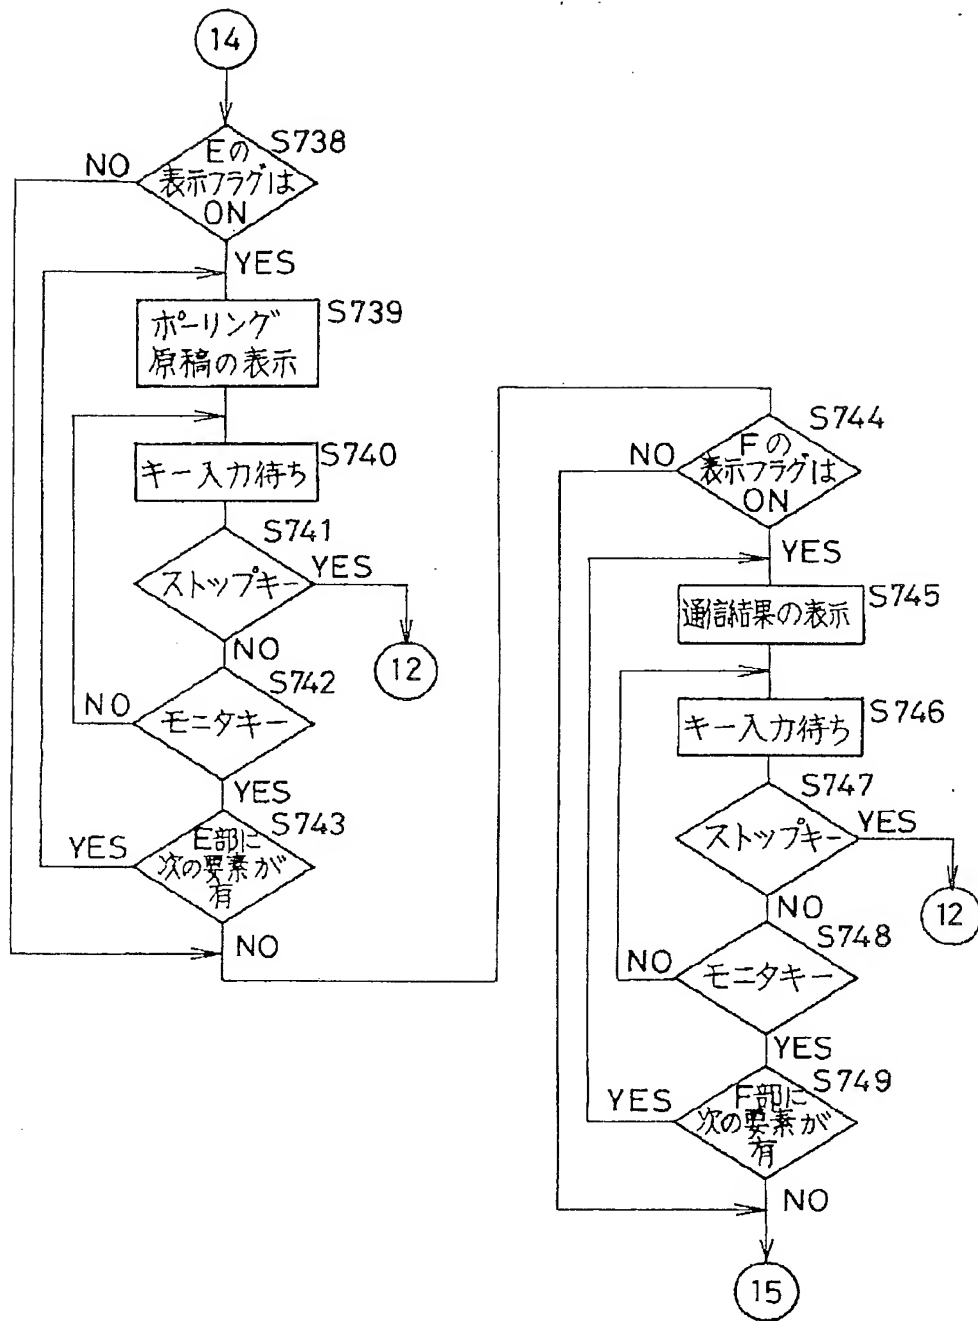 14
S738
Eの
表示フラグは
ON
NO
YES
S739
ポーリング
原稿の表示
S740
キー入力待ち
S741
ストップキー
YES
12
NO
S742
モニタキー
NO
YES
S743
E部に
次の要素が
有
YES
NO
S744
Fの
表示フラグは
ON
NO
YES
S745
通信結果の表示
S746
キー入力待ち
S747
ストップキー
YES
12
NO
S748
モニタキー
NO
YES
S749
F部に
次の要素が
有
YES
NO
15